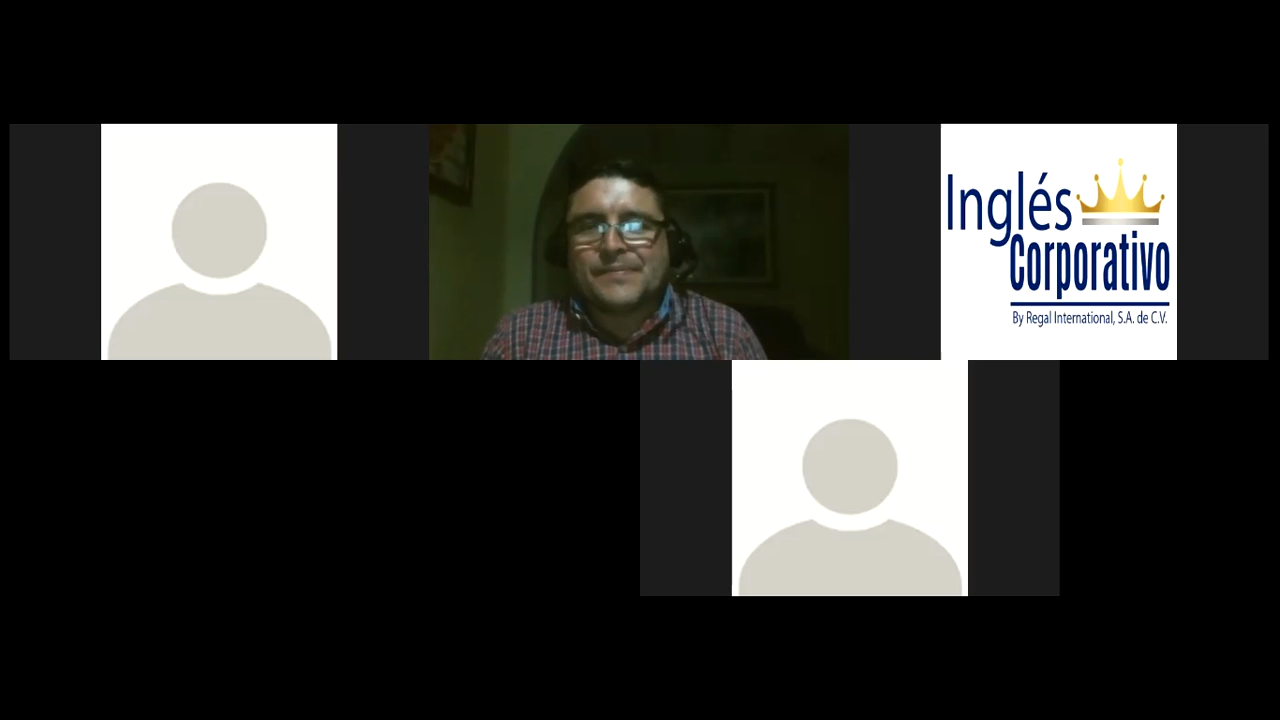 Inglés
Corporativo
By Regal International, S.A. de C.V.